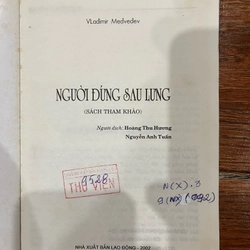 VLadimir Medvedev
NGƯỜI ĐỨNG SAU LƯNG
(SÁCH THAM KHẢO)
Người dịch: Hoàng Thu Hương
Nguyễn Anh Tuấn
9528
THƯ VIỆN
N(X).3
NHÀ XUẤT BẢN LAO ĐỘNG - 2002